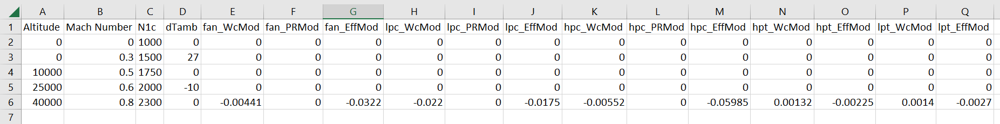 A B C D E F G H I J K L M N O P Q
1 Altitude Mach Number N1c dTamb fan_WcMod fan_PRMod fan_EffMod lpc_WcMod lpc_PRMod lpc_EffMod hpc_WcMod hpc_PRMod hpc_EffMod hpt_WcMod hpt_EffMod lpt_WcMod lpt_EffMod
2 0 0 1000 0 0 0 0 0 0 0 0 0 0 0 0 0 0
3 0 0.3 1500 27 0 0 0 0 0 0 0 0 0 0 0 0 0
4 10000 0.5 1750 0 0 0 0 0 0 0 0 0 0 0 0 0 0
5 25000 0.6 2000 -10 0 0 0 0 0 0 0 0 0 0 0 0 0
6 40000 0.8 2300 0 -0.00441 0 -0.0322 -0.022 0 -0.0175 -0.00552 0 -0.05985 0.00132 -0.00225 0.0014 -0.0027
7